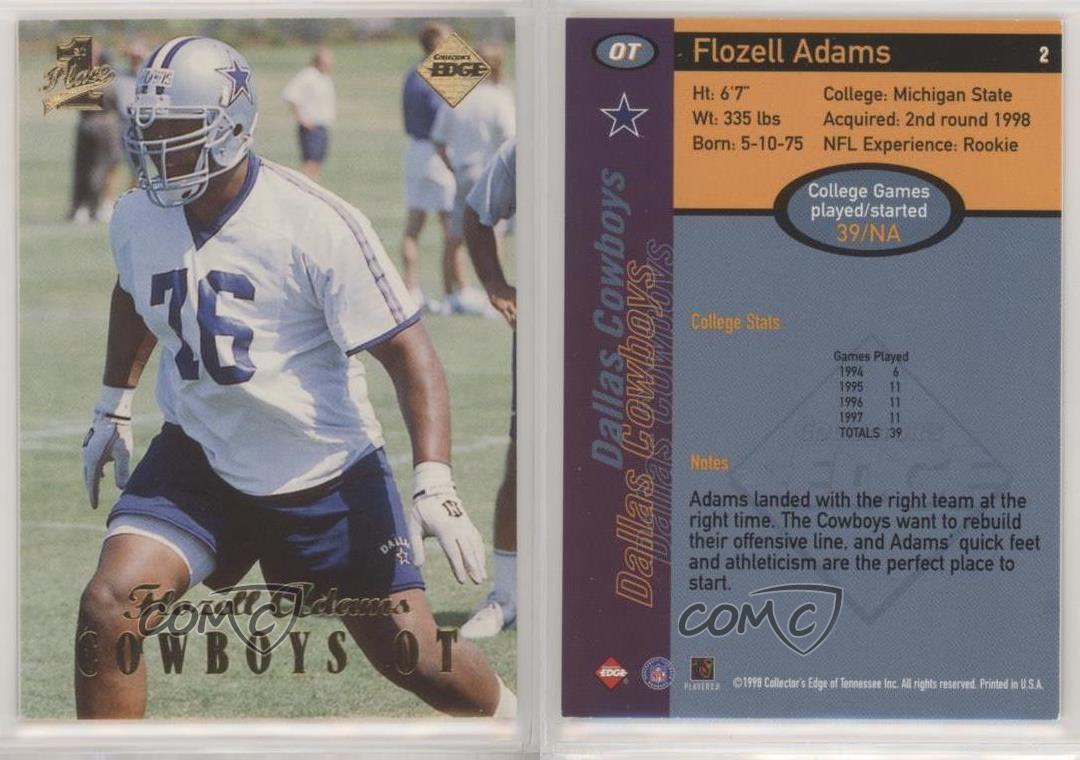 1st
Place
COLLECTOR'S
EDGE
76
DALLAS
Flozell Adams
COWBOYS OT
COMC
OT
Flozell Adams
2
Ht: 6'7"
College: Michigan State
Wt: 335 lbs
Acquired: 2nd round 1998
Born: 5-10-75
NFL Experience: Rookie
College Games
played/started
39/NA
Dallas Cowboys
Dallas Cowboys
Dallas Cowboys
College Stats
Games Played
1994 6
1995 11
1996 11
1997 11
TOTALS 39
Notes
Adams landed with the right team at the
right time. The Cowboys want to rebuild
their offensive line, and Adams' quick feet
and athleticism are the perfect place to
start.
COMC
EDGE
PLAYERS
©1998 Collector's Edge of Tennessee Inc. All rights reserved. Printed in U.S.A.